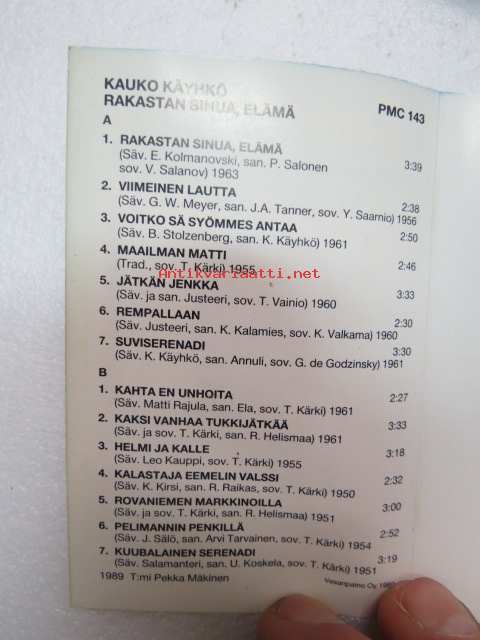 KAUKO KÄYHKÖ
RAKASTAN SINUA, ELÄMÄ PMC 143
A
1. RAKASTAN SINUA, ELÄMÄ
(Säv. E. Kolmanovski, san. P. Salonen 3:39
sov. V. Salanov) 1963
2. VIIMEINEN LAUTTA 2:38
(Säv. G. W. Meyer, san. J.A. Tanner, sov. Y. Saarnio) 1956
3. VOITKO SÄ SYÖMMES ANTAA 2:50
(Säv. B. Stolzenberg, san. K. Käyhkö) 1961
4. MAAILMAN MATTI 2:46
(Trad., sov. T. Kärki) 1955
Antikvariaatti.net
5. JÄTKÄN JENKKA 3:33
(Säv. ja san. Justeeri, sov. T. Vainio) 1960
6. REMPALLAAN 2:30
(Säv. Justeeri, san. K. Kalamies, sov. K. Valkama) 1960
7. SUVISERENADI 3:30
(Säv. K. Käyhkö, san. Annuli, sov. G. de Godzinsky) 1961
B
1. KAHTA EN UNHOITA 2:27
(Säv. Matti Rajula, san. Ela, sov. T. Kärki) 1961
2. KAKSI VANHAA TUKKIJÄTKÄÄ 3:33
(Säv. ja sov. T. Kärki, san. R. Helismaa) 1961
3. HELMI JA KALLE 3:18
(Säv. Leo Kauppi, sov. T. Kärki) 1955
4. KALASTAJA EEMELIN VALSSI 2:32
(Säv. K. Kirsi, san. R. Raikas, sov. T. Kärki) 1950
5. ROVANIEMEN MARKKINOILLA 3:00
(Säv. ja sov. T. Kärki, san. R. Helismaa) 1951
6. PELIMANNIN PENKILLÄ 2:52
(Säv. J. Sälö, san. Arvi Tarvainen, sov. T. Kärki) 1954
7. KUUBALAINEN SERENADI 3:19
(Säv. Salamanteri, san. U. Koskela, sov. T. Kärki) 1951
1989 T:mi Pekka Mäkinen Vesanpaino Oy